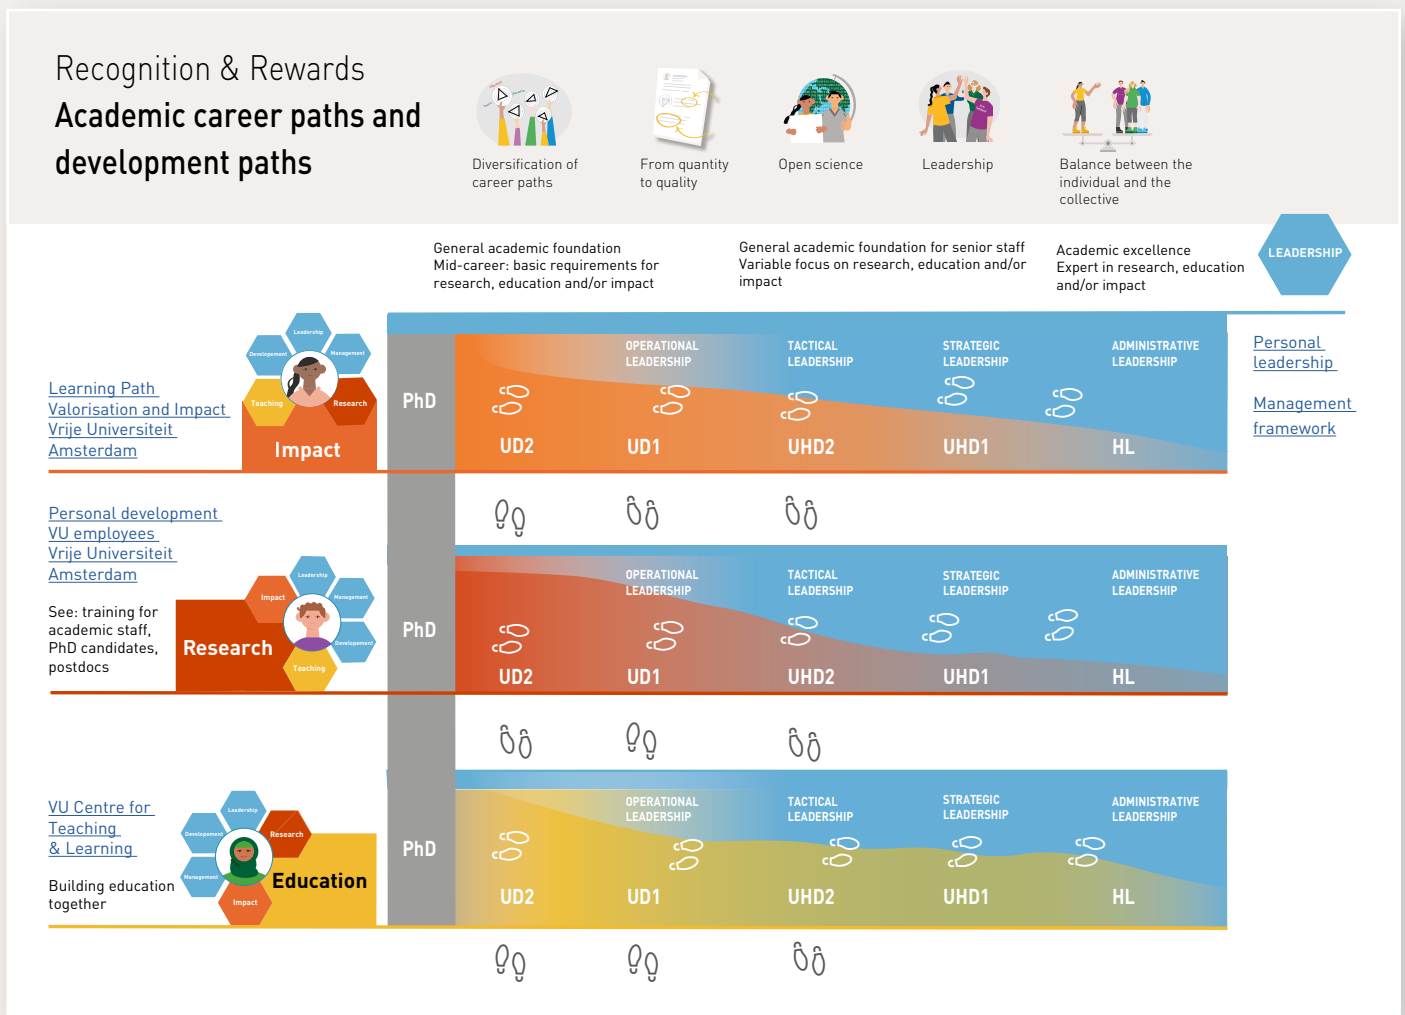 Recognition & Rewards
Academic career paths and
development paths
Diversification of
career paths
From quantity
to quality
Open science
Leadership
Balance between the
individual and the
collective
General academic foundation
Mid-career: basic requirements for
research, education and/or impact
General academic foundation for senior staff
Variable focus on research, education and/or
impact
Academic excellence
Expert in research, education
and/or impact
LEADERSHIP
Learning Path
Valorisation and Impact
Vrije Universiteit
Amsterdam
Leadership
Developement
Management
Teaching
Research
Impact
PhD
OPERATIONAL
LEADERSHIP
TACTICAL
LEADERSHIP
STRATEGIC
LEADERSHIP
ADMINISTRATIVE
LEADERSHIP
UD2
UD1
UHD2
UHD1
HL
Personal
leadership
Management
framework
Personal development
VU employees
Vrije Universiteit
Amsterdam
See: training for
academic staff,
PhD candidates,
postdocs
Leadership
Impact
Management
Developement
Teaching
Research
PhD
OPERATIONAL
LEADERSHIP
TACTICAL
LEADERSHIP
STRATEGIC
LEADERSHIP
ADMINISTRATIVE
LEADERSHIP
UD2
UD1
UHD2
UHD1
HL
VU Centre for
Teaching
& Learning
Building education
together
Leadership
Developement
Research
Management
Impact
Education
PhD
OPERATIONAL
LEADERSHIP
TACTICAL
LEADERSHIP
STRATEGIC
LEADERSHIP
ADMINISTRATIVE
LEADERSHIP
UD2
UD1
UHD2
UHD1
HL